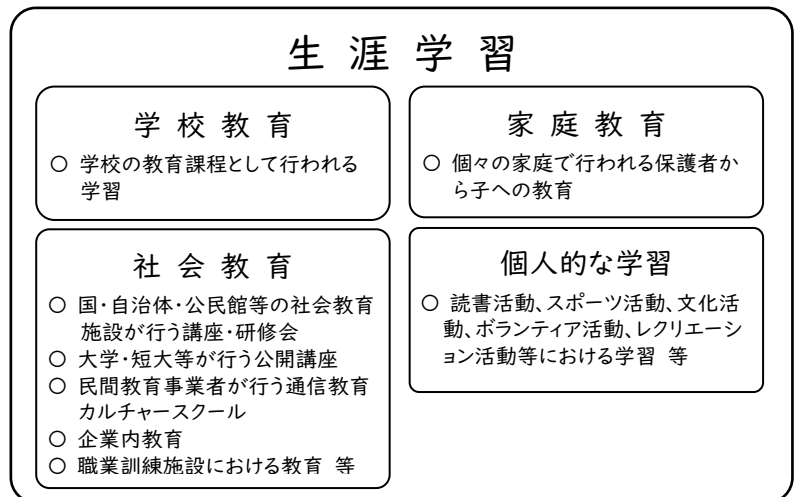 生涯学習
学校教育
○ 学校の教育課程として行われる
学習
家庭教育
○ 個々の家庭で行われる保護者か
ら子への教育
社会教育
○ 国・自治体・公民館等の社会教育
施設が行う講座・研修会
○ 大学・短大等が行う公開講座
○ 民間教育事業者が行う通信教育
カルチャースクール
○ 企業内教育
○ 職業訓練施設における教育 等
個人的な学習
○ 読書活動、スポーツ活動、文化活
動、ボランティア活動、レクリエーシ
ョン活動等における学習 等